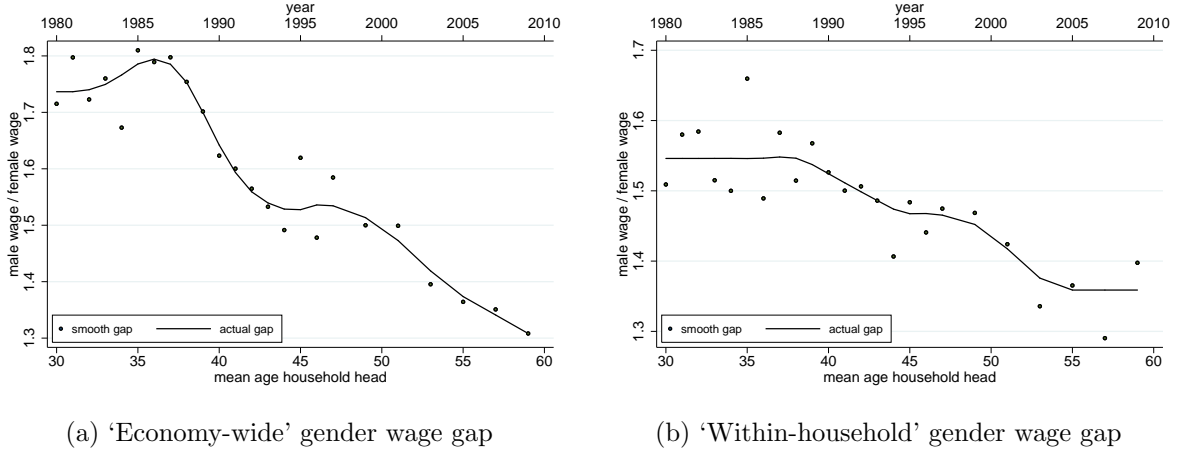 year
1980 1985 1990 1995 2000 2005 2010
male wage / female wage
1.8
1.7
1.6
1.5
1.4
1.3
smooth gap actual gap
30 35 40 45 50 55 60
mean age household head
(a) ‘Economy-wide’ gender wage gap
year
1980 1985 1990 1995 2000 2005 2010
male wage / female wage
1.7
1.6
1.5
1.4
1.3
smooth gap actual gap
30 35 40 45 50 55 60
mean age household head
(b) ‘Within-household’ gender wage gap